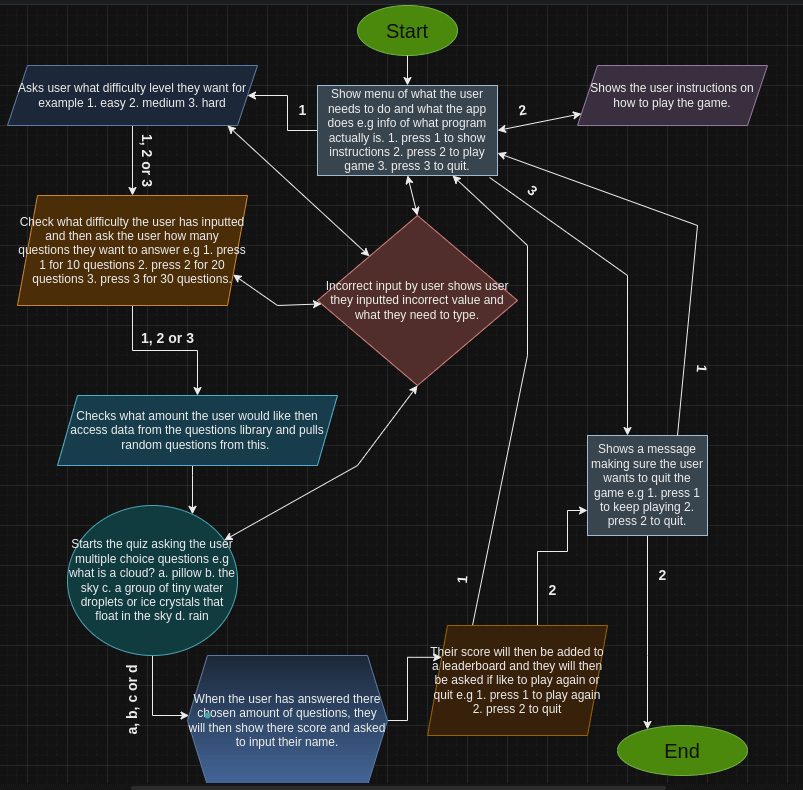 Start
Show menu of what the user
needs to do and what the app
does e.g info of what program
actually is. 1. press 1 to show
instructions 2. press 2 to play
game 3. press 3 to quit.
Asks user what difficulty level they want for
example 1. easy 2. medium 3. hard
1
2
Shows the user instructions on
how to play the game.
3
1, 2 or 3
Check what difficulty the user has inputted
and then ask the user how many
questions they want to answer e.g 1. press
1 for 10 questions 2. press 2 for 20
questions 3. press 3 for 30 questions.
Incorrect input by user shows user
they inputted incorrect value and
what they need to type.
1, 2 or 3
1
Checks what amount the user would like then
access data from the questions library and pulls
random questions from this.
Shows a message
making sure the user
wants to quit the
game e.g 1. press 1
to keep playing 2.
press 2 to quit.
Starts the quiz asking the user
multiple choice questions e.g
what is a cloud? a. pillow b. the
sky c. a group of tiny water
droplets or ice crystals that
float in the sky d. rain
1
2
2
a, b, c or d
When the user has answered there
chosen amount of questions, they
will then show there score and asked
to input their name.
Their score will then be added to
a leaderboard and they will then
be asked if like to play again or
quit e.g 1. press 1 to play again
2. press 2 to quit
End